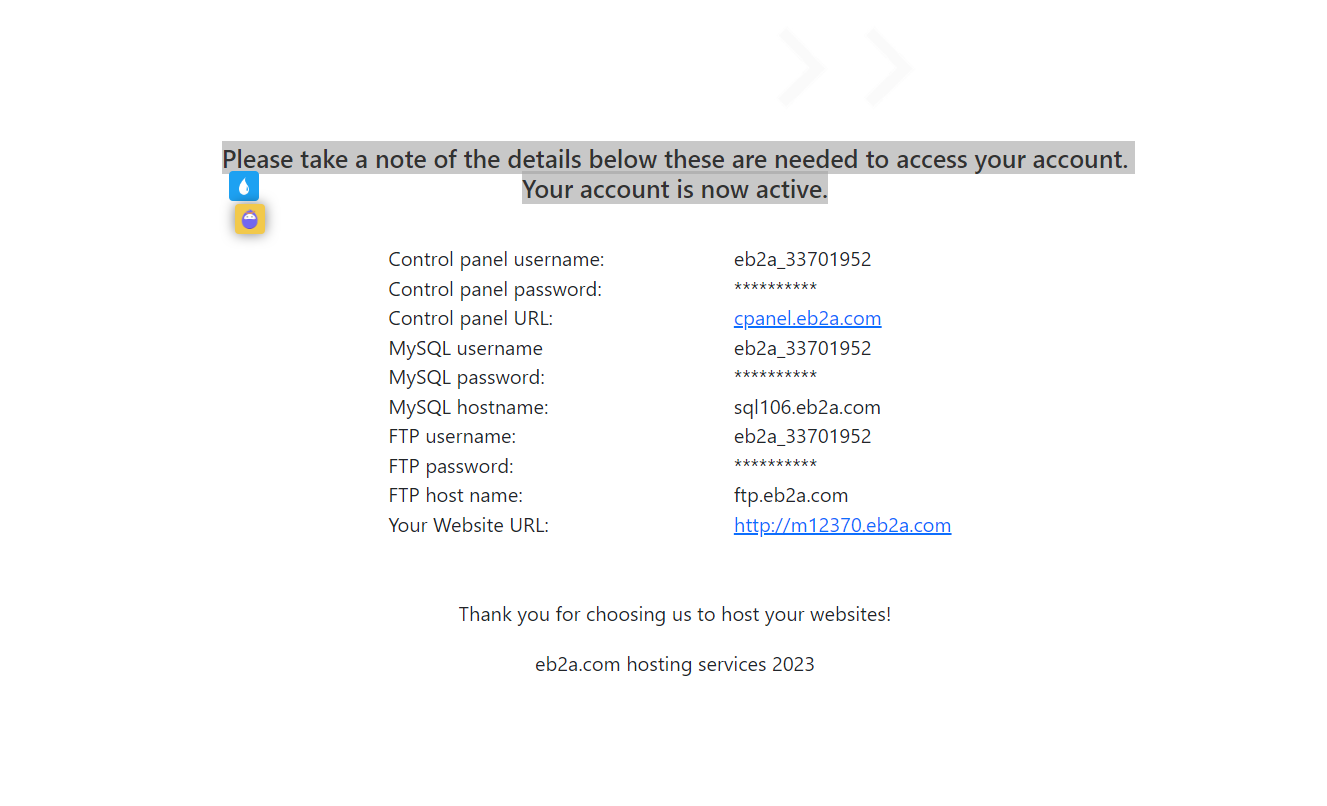 Please take a note of the details below these are needed to access your account.
Your account is now active.
Control panel username: eb2a_33701952
Control panel password: **********
Control panel URL: cpanel.eb2a.com
MySQL username eb2a_33701952
MySQL password: **********
MySQL hostname: sql106.eb2a.com
FTP username: eb2a_33701952
FTP password: **********
FTP host name: ftp.eb2a.com
Your Website URL: http://m12370.eb2a.com
Thank you for choosing us to host your websites!
eb2a.com hosting services 2023